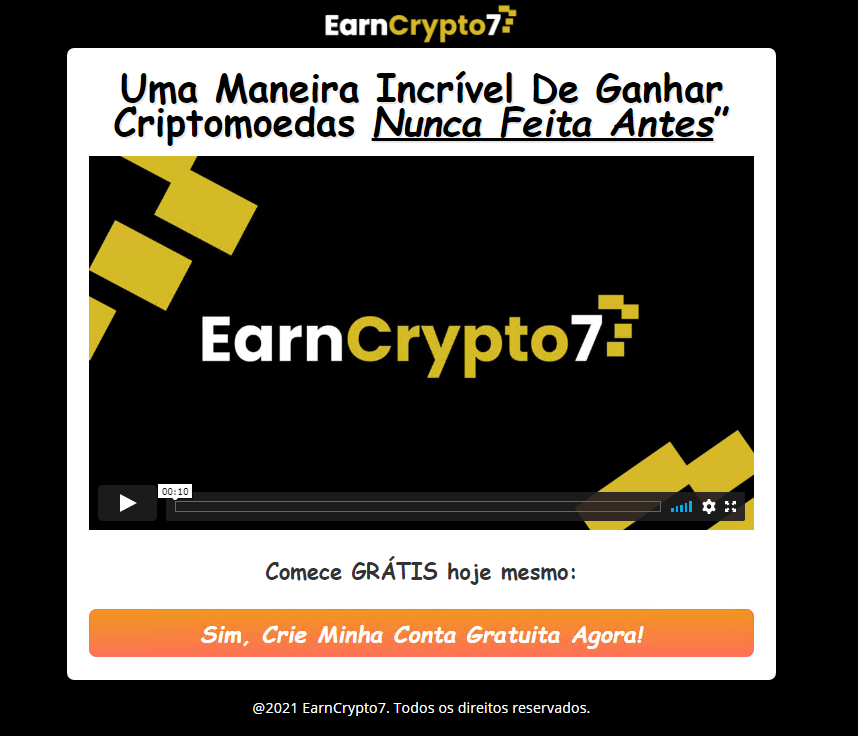 EarnCrypto7
Uma Maneira Incrível De Ganhar
Criptomoedas Nunca Feita Antes”
EarnCrypto7
00:10
Comece GRÁTIS hoje mesmo:
Sim, Crie Minha Conta Gratuita Agora!
@2021 EarnCrypto7. Todos os direitos reservados.